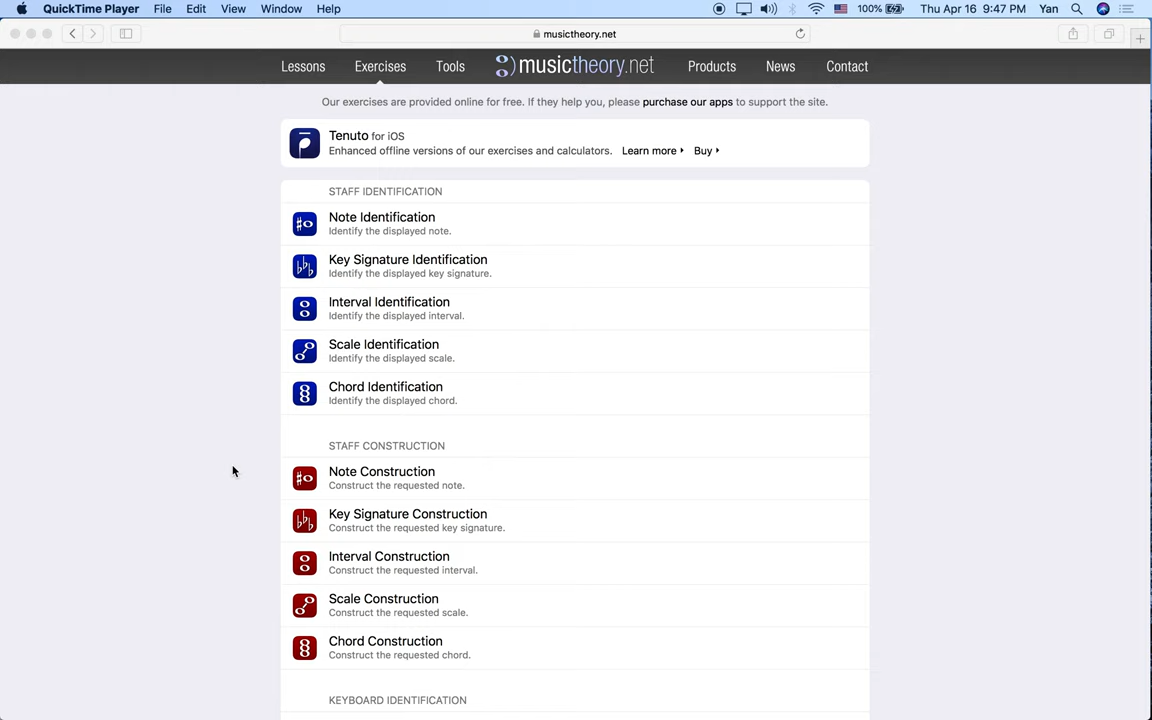 QuickTime Player File Edit View Window Help 100% Thu Apr 16 9:47 PM Yan
musictheory.net
Lessons Exercises Tools musictheory.net Products News Contact
Our exercises are provided online for free. If they help you, please purchase our apps to support the site.
Tenuto for iOS
Enhanced offline versions of our exercises and calculators. Learn more Buy
STAFF IDENTIFICATION
Note Identification
Identify the displayed note.
Key Signature Identification
Identify the displayed key signature.
Interval Identification
Identify the displayed interval.
Scale Identification
Identify the displayed scale.
Chord Identification
Identify the displayed chord.
STAFF CONSTRUCTION
Note Construction
Construct the requested note.
Key Signature Construction
Construct the requested key signature.
Interval Construction
Construct the requested interval.
Scale Construction
Construct the requested scale.
Chord Construction
Construct the requested chord.
KEYBOARD IDENTIFICATION